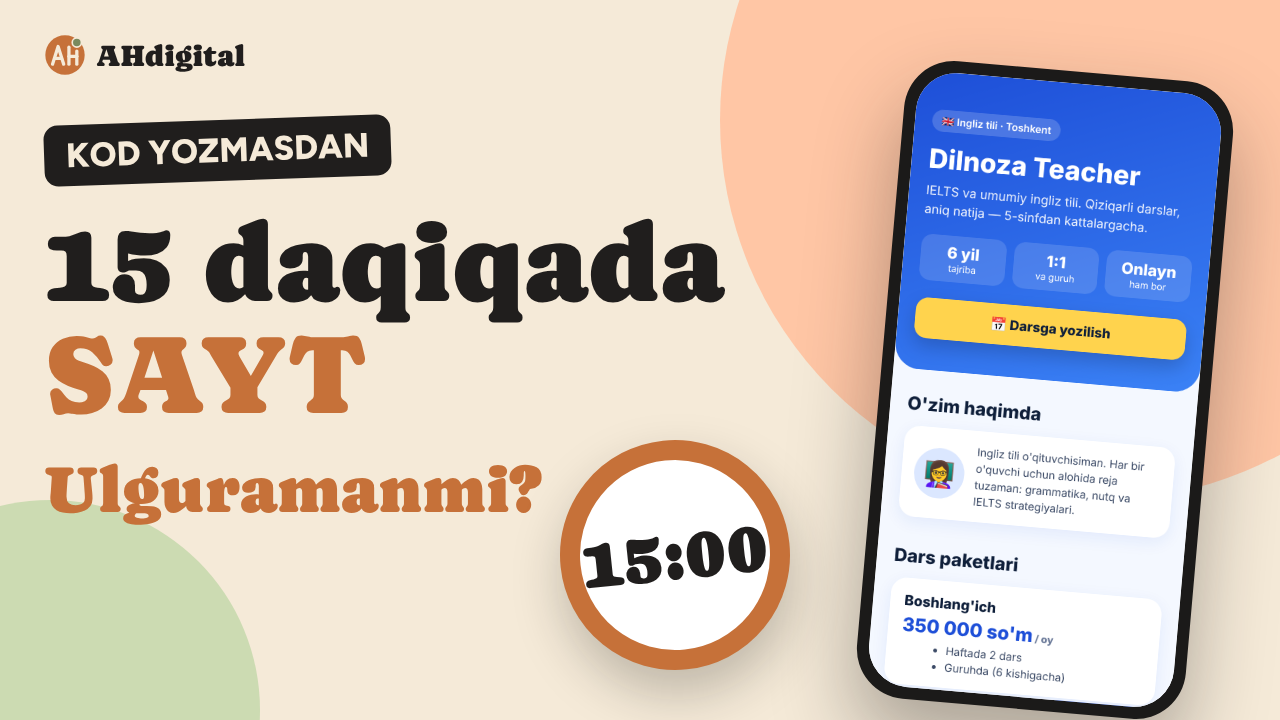 AH AHdigital
KOD YOZMASDAN
15 daqiqada
SAYT
Ulguramanmi?
15:00
🇬🇧 Ingliz tili · Toshkent
Dilnoza Teacher
IELTS va umumiy ingliz tili. Qiziqarli darslar,
aniq natija — 5-sinfdan kattalargacha.
6 yil
tajriba
1:1
va guruh
Onlayn
ham bor
📅 Darsga yozilish
O'zim haqimda
Ingliz tili o'qituvchisiman. Har bir
o'quvchi uchun alohida reja
tuzaman: grammatika, nutq va
IELTS strategiyalari.
Dars paketlari
Boshlang'ich
350 000 so'm / oy
• Haftada 2 dars
• Guruhda (6 kishigacha)